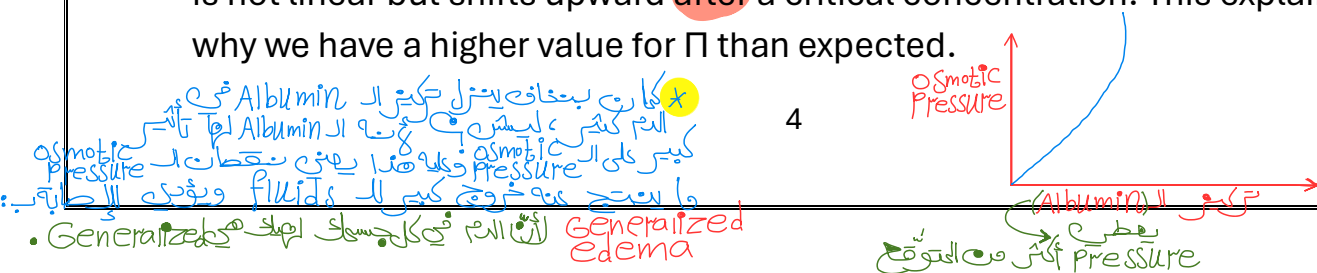 is not linear but shifts upward after a critical concentration. This explai
why we have a higher value for Π than expected.
* كمان بنخاف ينزل تركيز الـ Albumin في
الدم كثير، ليش؟ لأنه الـ Albumin لها تأثير
كبير على الـ osmotic pressure وعليه هذا يعني نقصان الـ osmotic pressure
ما ينتج عنه خروج كبير للـ fluids ويؤدي للإصابة بـ:
Generalized edema
لأن الدم في كل جسمك لهيك هي Generalized.
4
Osmotic Pressure
تركيز الـ (Albumin)
يعطي
Pressure أكثر من المتوقع